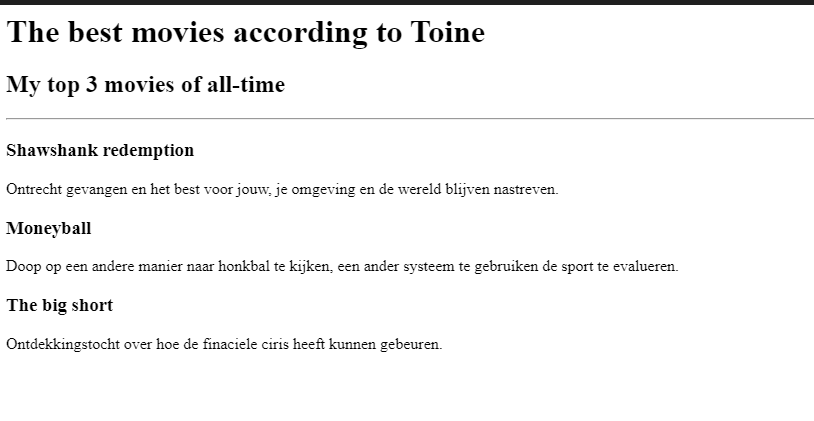 The best movies according to Toine
My top 3 movies of all-time
Shawshank redemption
Ontrecht gevangen en het best voor jouw, je omgeving en de wereld blijven nastreven.
Moneyball
Doop op een andere manier naar honkbal te kijken, een ander systeem te gebruiken de sport te evalueren.
The big short
Ontdekkingstocht over hoe de finaciele ciris heeft kunnen gebeuren.